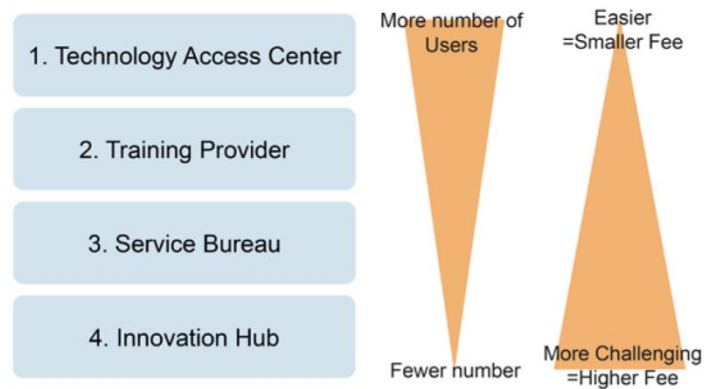 1. Technology Access Center
2. Training Provider
3. Service Bureau
4. Innovation Hub
More number of
Users
Fewer number
Easier
=Smaller Fee
More Challenging
=Higher Fee